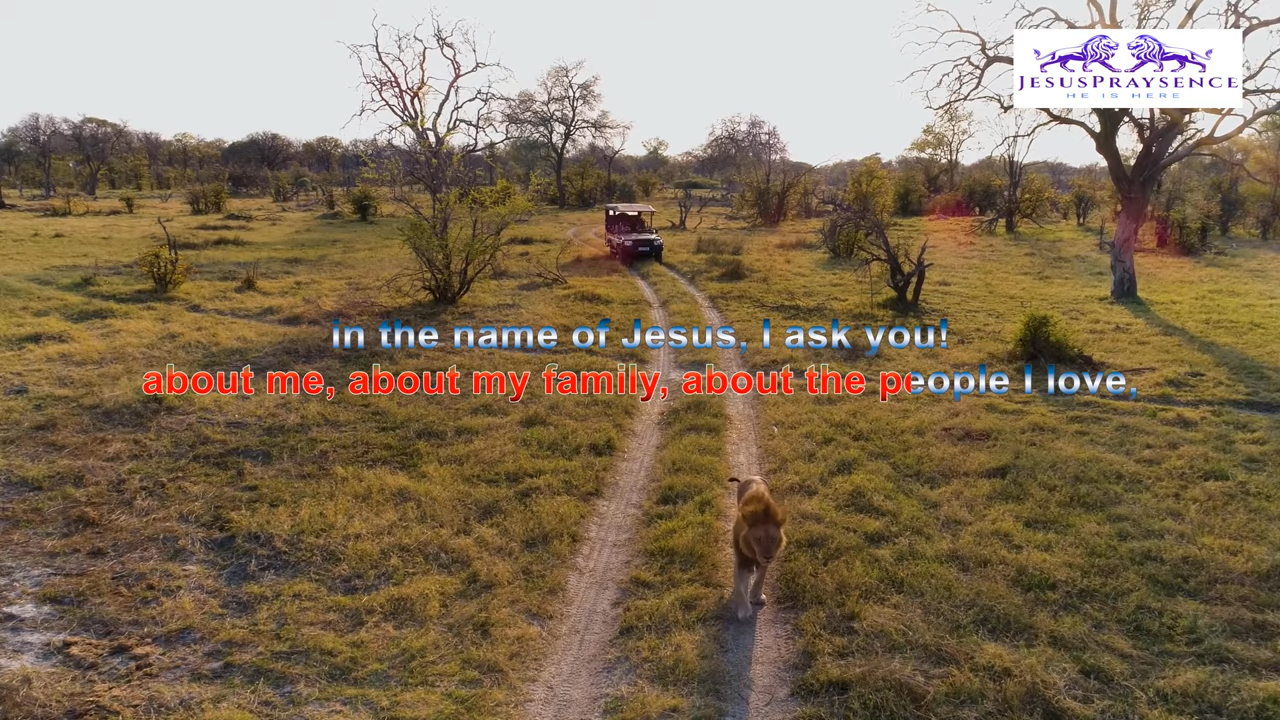 JESUSPRAYSENCE
HE IS HERE
In the name of Jesus, I ask you!
about me, about my family, about the people I love,